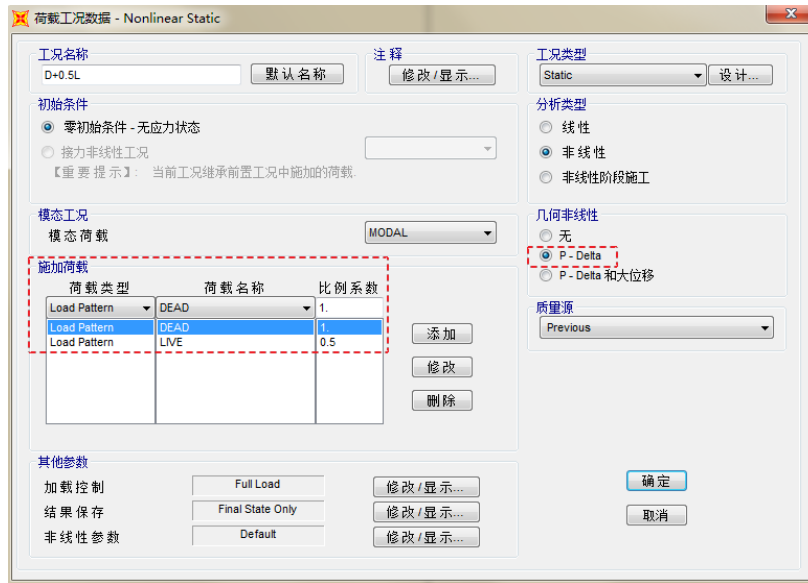 荷载工况数据 - Nonlinear Static
工况名称
D+0.5L
默认名称
注释
修改/显示...
工况类型
Static
设计...
初始条件
零初始条件 - 无应力状态
接力非线性工况
【重要提示】: 当前工况继承前置工况中施加的荷载.
分析类型
线性
非线性
非线性阶段施工
模态工况
模态荷载
MODAL
几何非线性
无
P - Delta
P - Delta 和大位移
施加荷载
荷载类型 荷载名称 比例系数
Load Pattern DEAD 1.
Load Pattern DEAD 1.
Load Pattern LIVE 0.5
添加
修改
删除
质量源
Previous
其他参数
加载控制 Full Load 修改/显示...
结果保存 Final State Only 修改/显示...
非线性参数 Default 修改/显示...
确定
取消